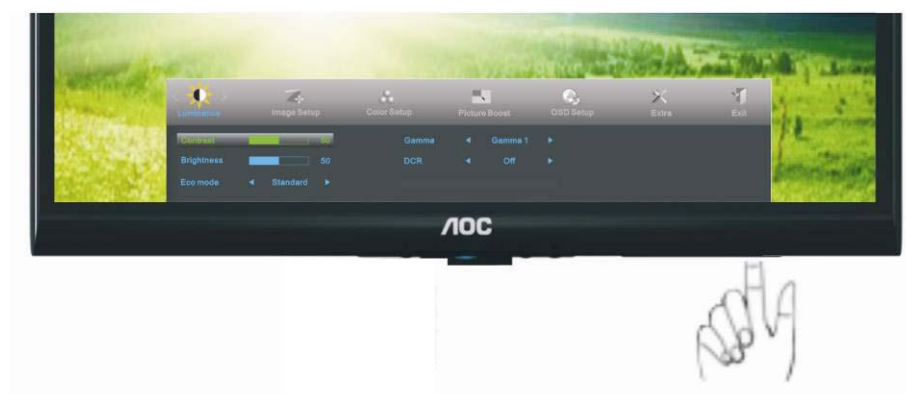 Luminance Image Setup Color Setup Picture Boost OSD Setup Extra Exit
Contrast 50 Gamma Gamma 1
Brightness 50 DCR Off
Eco mode Standard
AOC